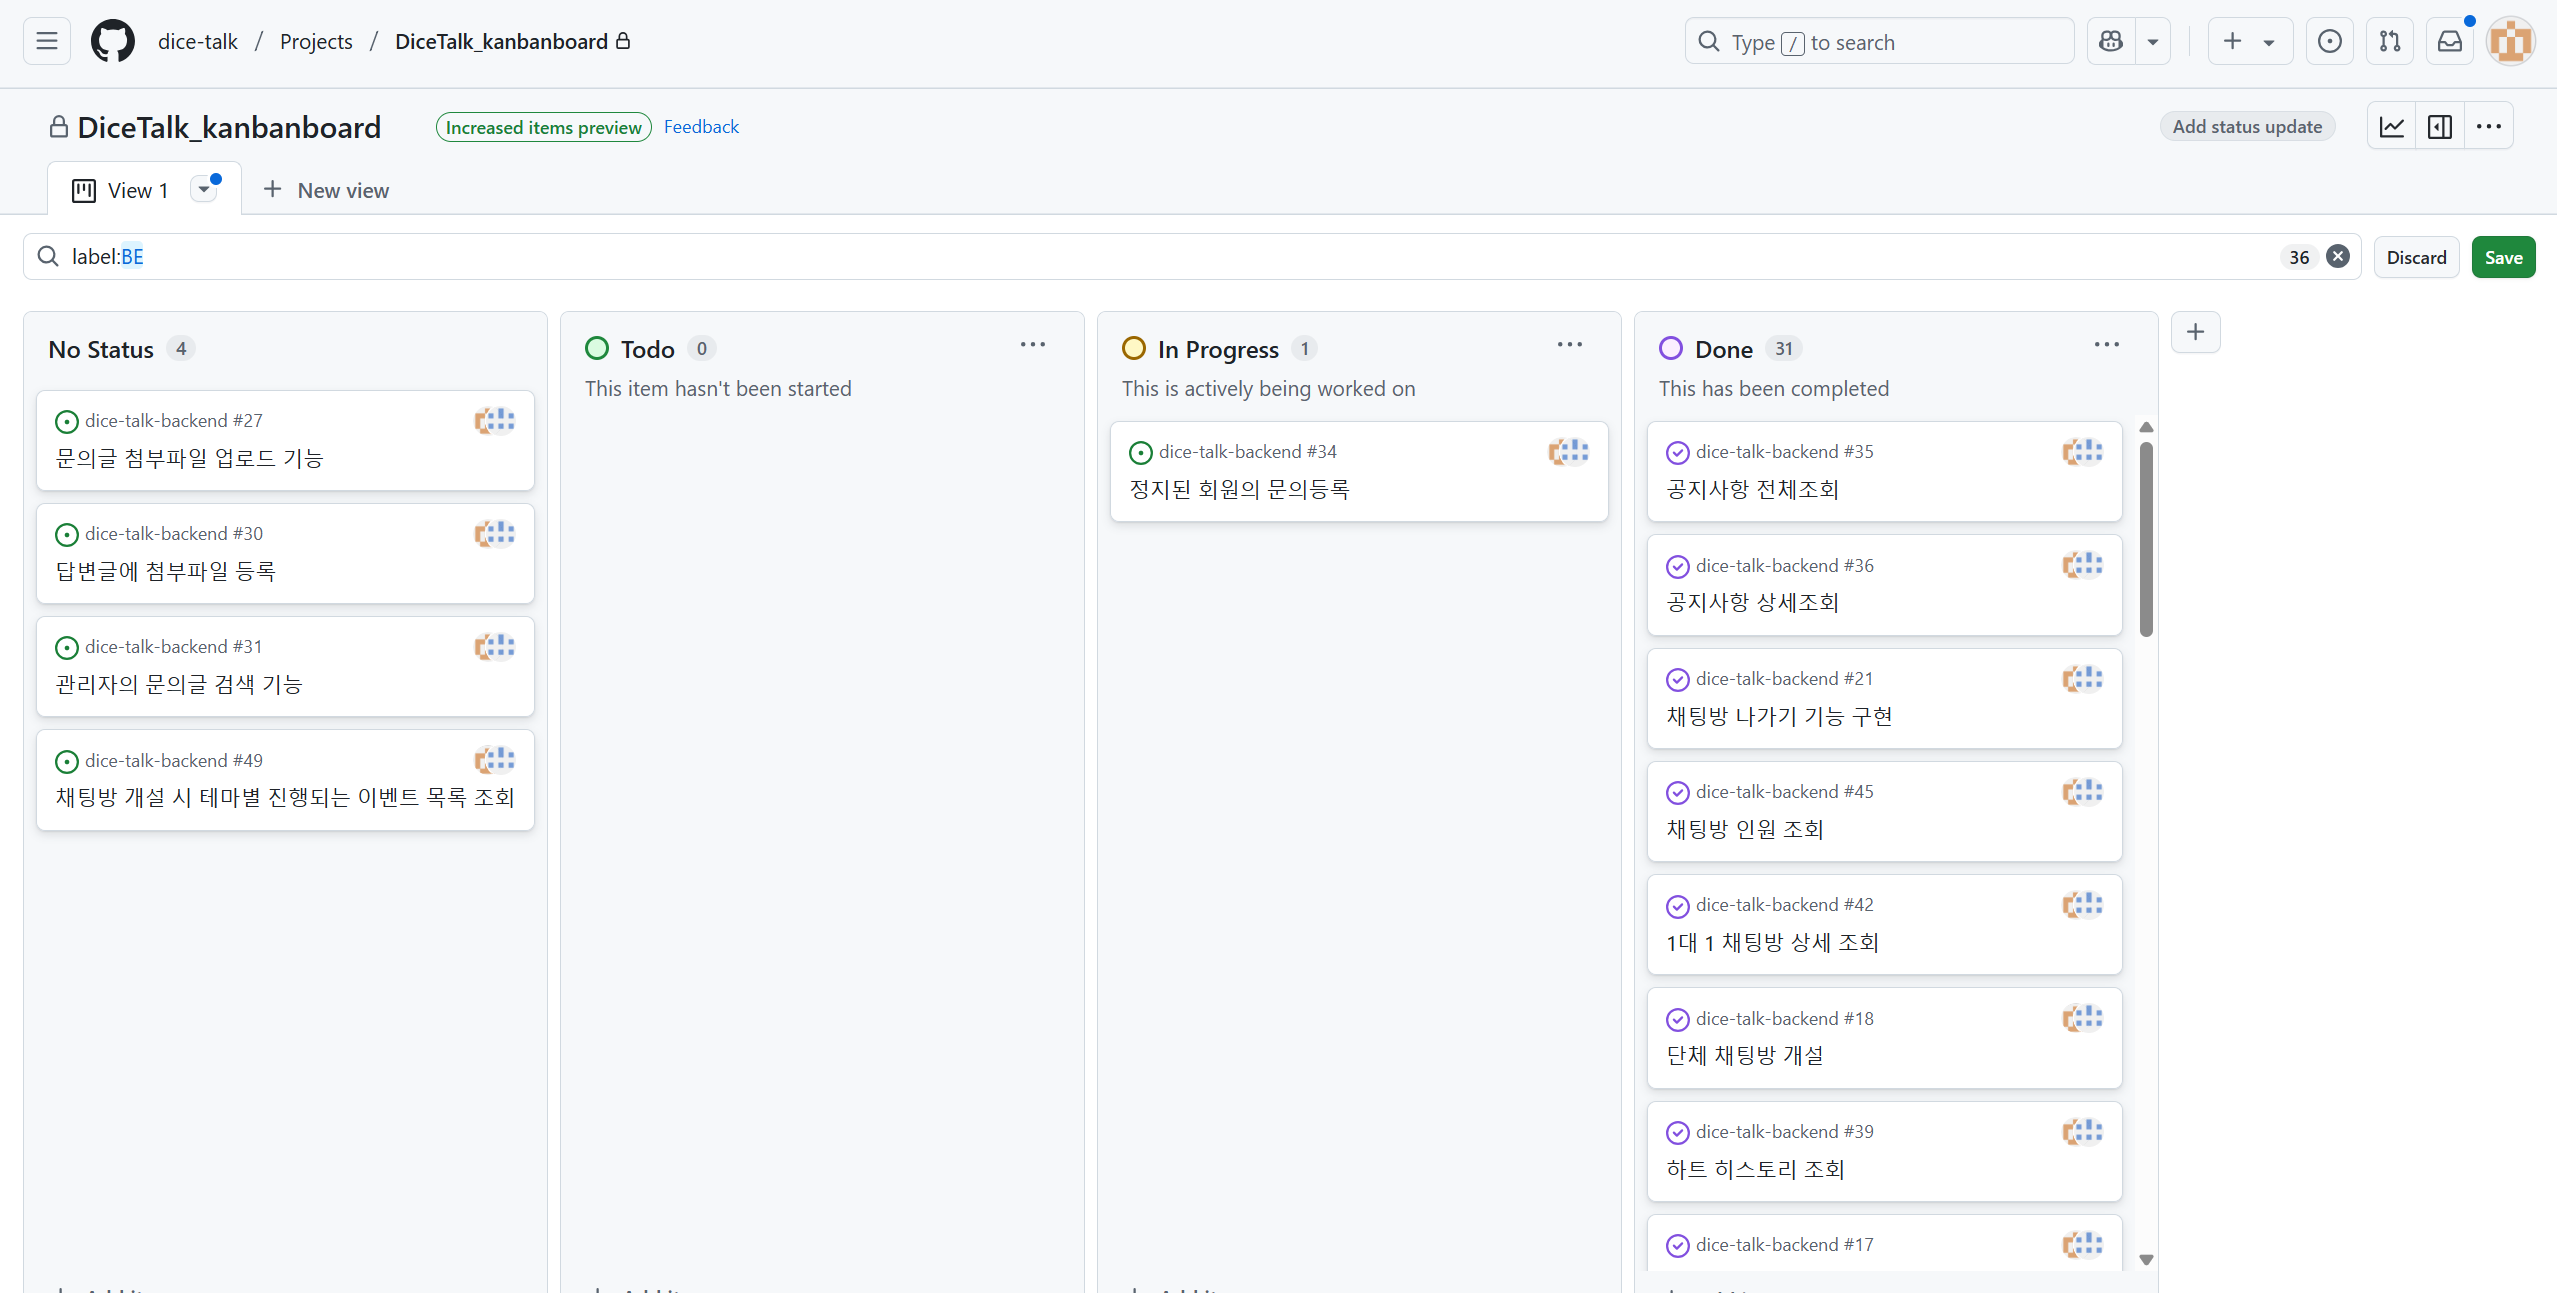 dice-talk / Projects / DiceTalk_kanbanboard
Type / to search
DiceTalk_kanbanboard
Increased items preview
Feedback
Add status update
View 1
New view
label:BE
36
Discard
Save
No Status 4
dice-talk-backend #27
문의글 첨부파일 업로드 기능
dice-talk-backend #30
답변글에 첨부파일 등록
dice-talk-backend #31
관리자의 문의글 검색 기능
dice-talk-backend #49
채팅방 개설 시 테마별 진행되는 이벤트 목록 조회
Todo 0
This item hasn't been started
In Progress 1
This is actively being worked on
dice-talk-backend #34
정지된 회원의 문의등록
Done 31
This has been completed
dice-talk-backend #35
공지사항 전체조회
dice-talk-backend #36
공지사항 상세조회
dice-talk-backend #21
채팅방 나가기 기능 구현
dice-talk-backend #45
채팅방 인원 조회
dice-talk-backend #42
1대 1 채팅방 상세 조회
dice-talk-backend #18
단체 채팅방 개설
dice-talk-backend #39
하트 히스토리 조회
dice-talk-backend #17